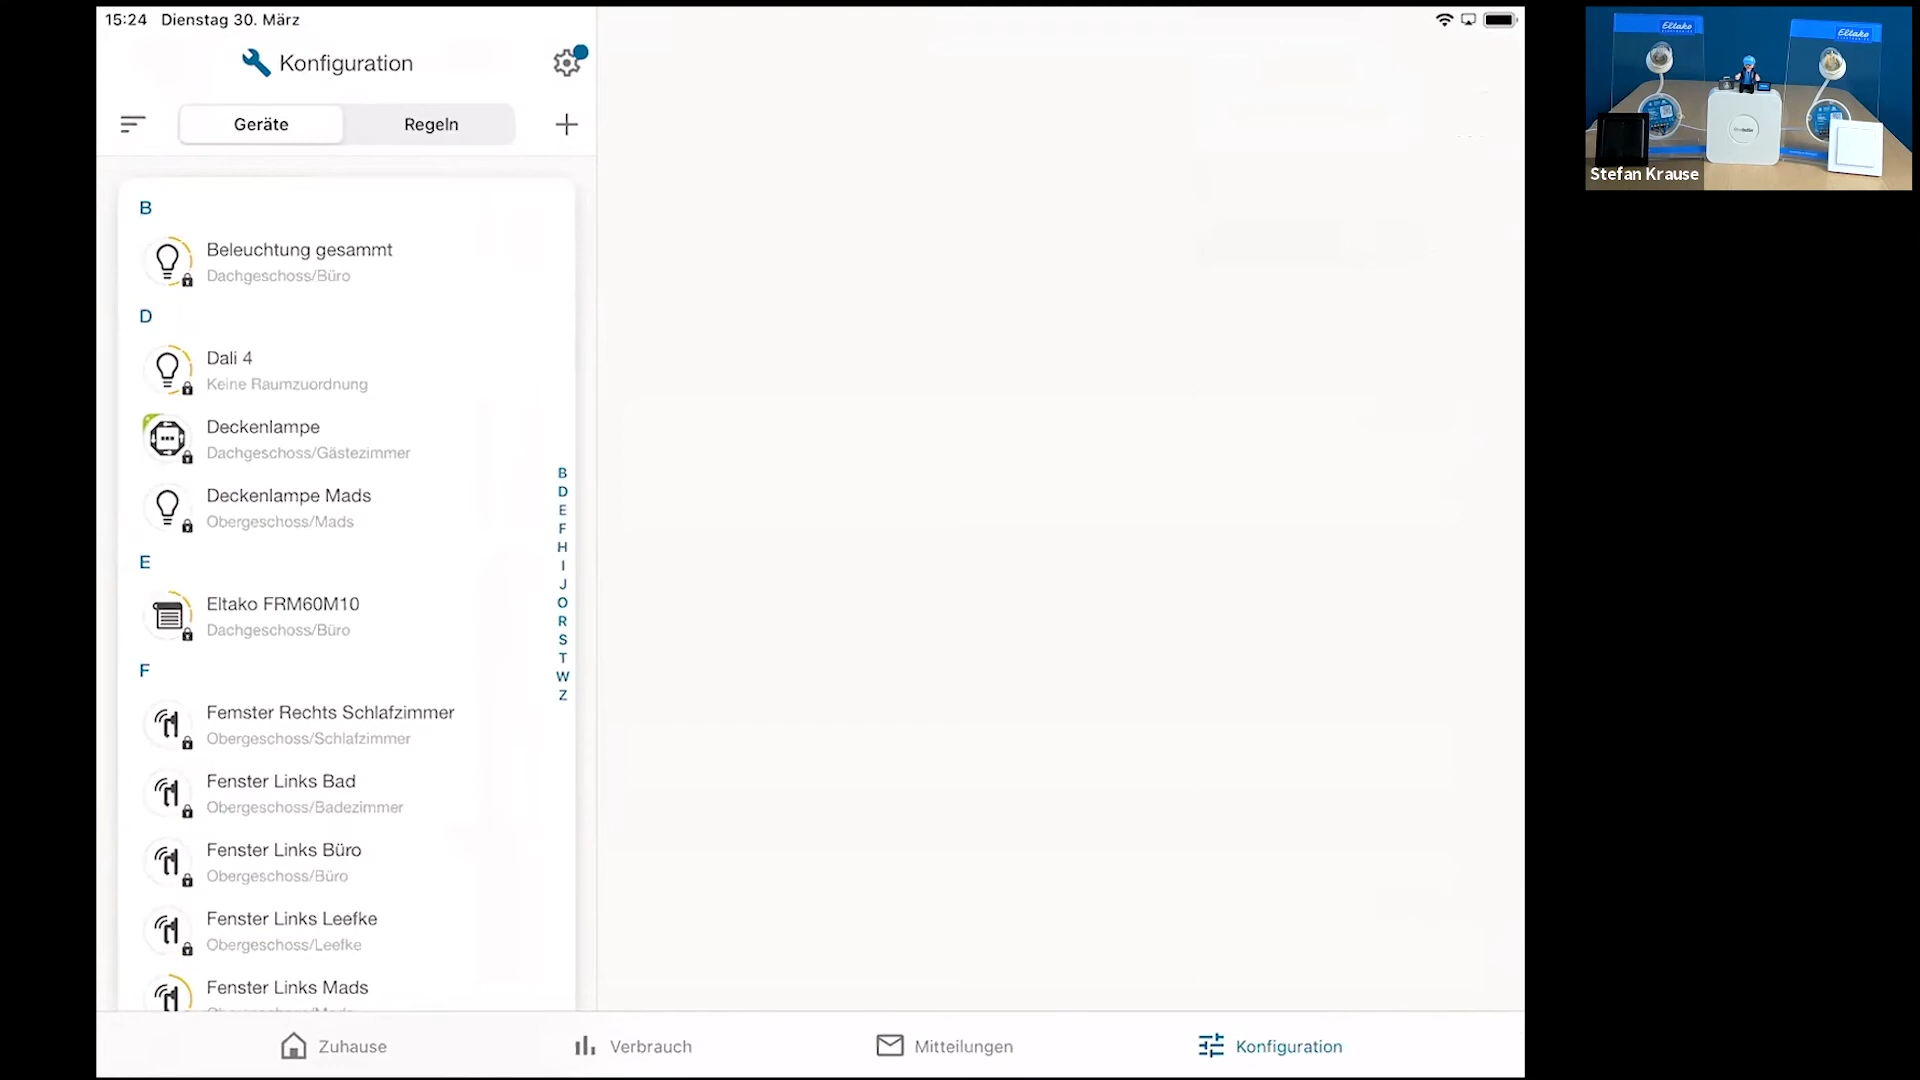 15:24 Dienstag 30. März
Konfiguration
Geräte
Regeln
B
Beleuchtung gesammt
Dachgeschoss/Büro
D
Dali 4
Keine Raumzuordnung
Deckenlampe
Dachgeschoss/Gästezimmer
Deckenlampe Mads
Obergeschoss/Mads
E
Eltako FRM60M10
Dachgeschoss/Büro
F
Femster Rechts Schlafzimmer
Obergeschoss/Schlafzimmer
Fenster Links Bad
Obergeschoss/Badezimmer
Fenster Links Büro
Obergeschoss/Büro
Fenster Links Leefke
Obergeschoss/Leefke
Fenster Links Mads
B
D
E
F
H
I
J
O
R
S
T
W
Z
Zuhause
Verbrauch
Mitteilungen
Konfiguration
Eltako
Eltako
Stefan Krause